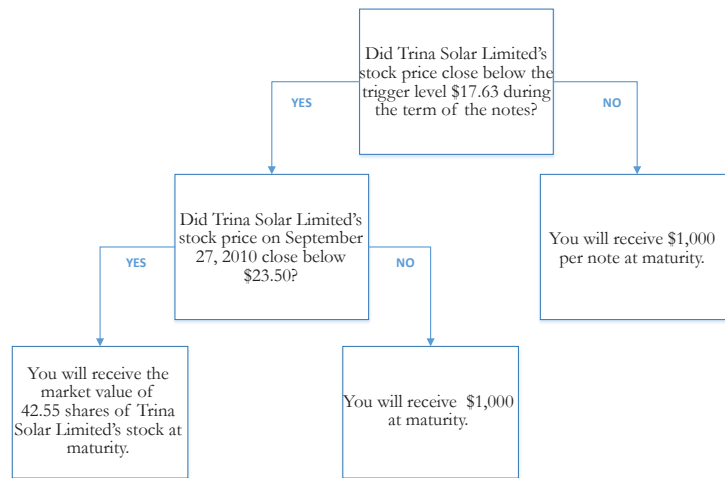 Did Trina Solar Limited's
stock price close below the
trigger level $17.63 during
the term of the notes?
YES
NO
Did Trina Solar Limited's
stock price on September
27, 2010 close below
$23.50?
You will receive $1,000
per note at maturity.
YES
NO
You will receive the
market value of
42.55 shares of Trina
Solar Limited's stock at
maturity.
You will receive $1,000
at maturity.